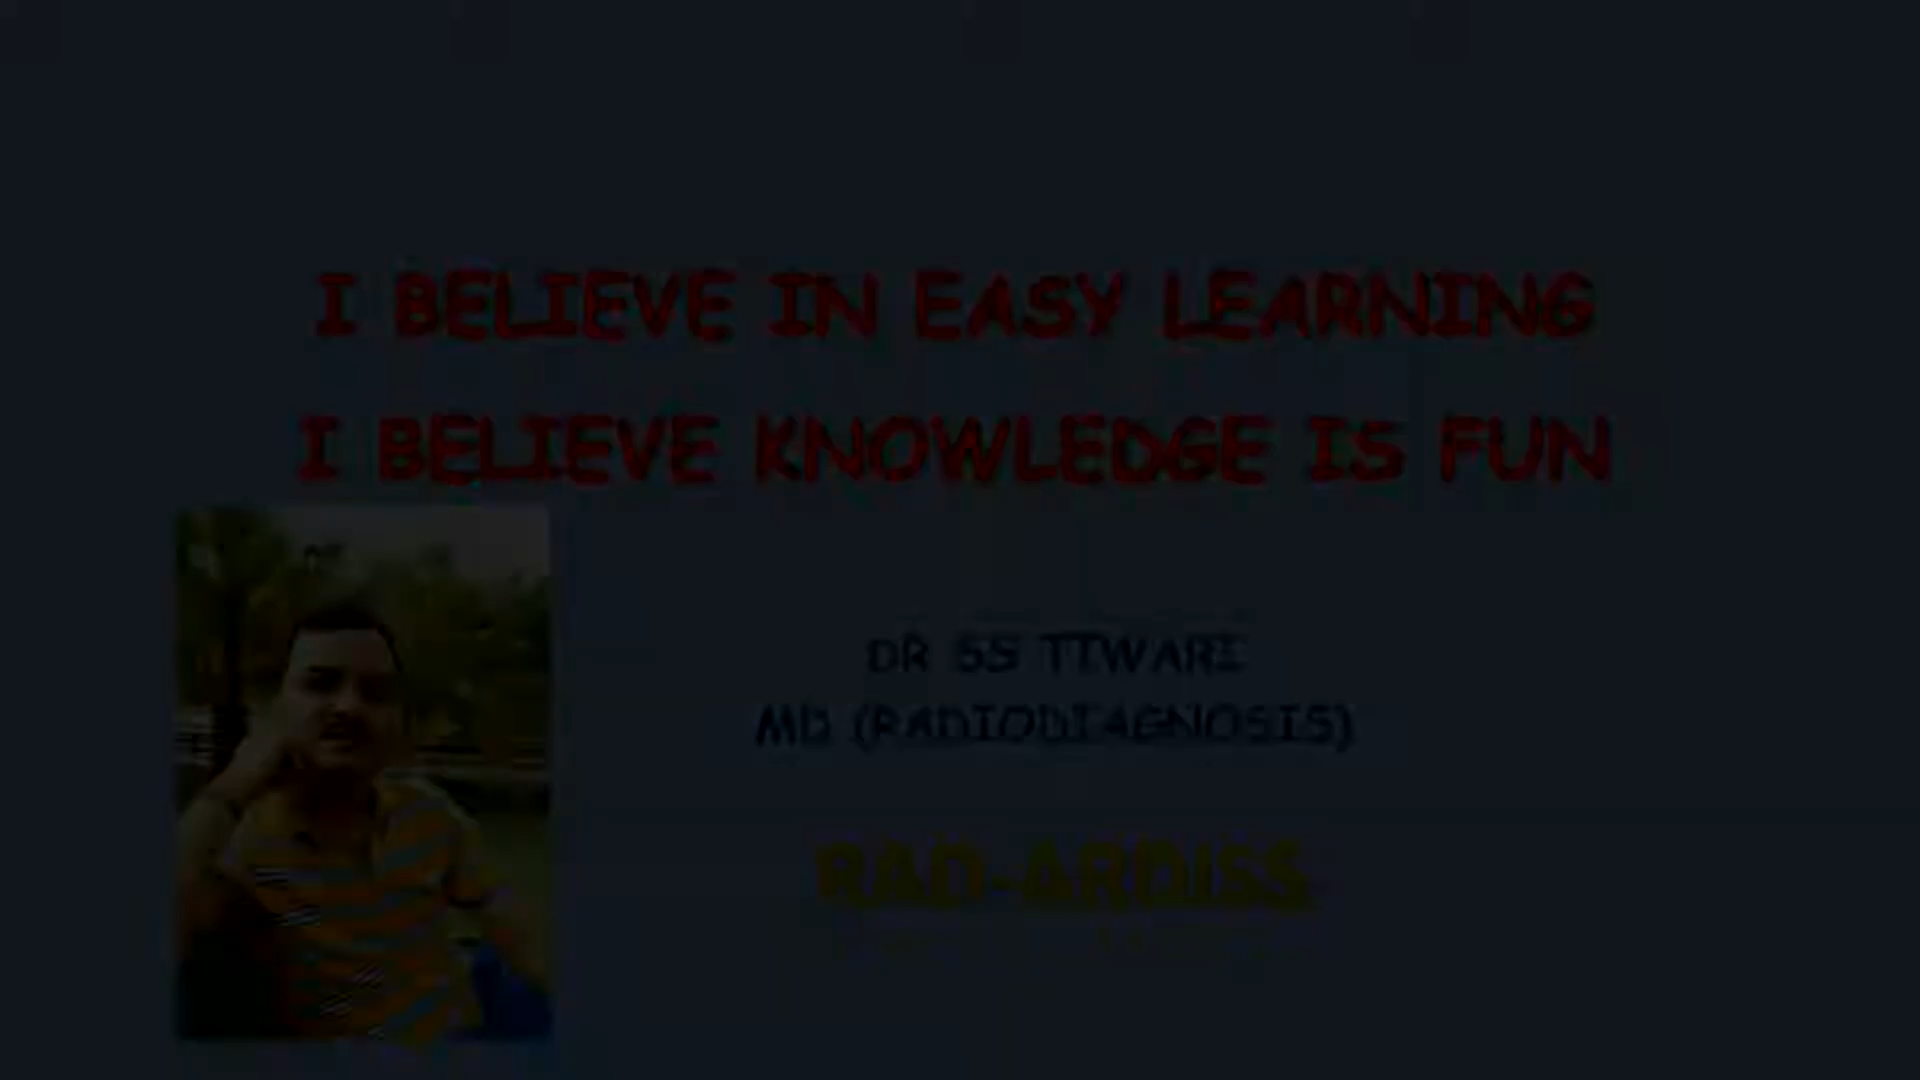 I BELIEVE IN EASY LEARNING
I BELIEVE KNOWLEDGE IS FUN
DR SS TIWARI
MD (RADIODIAGNOSIS)
RAD-ARDISS